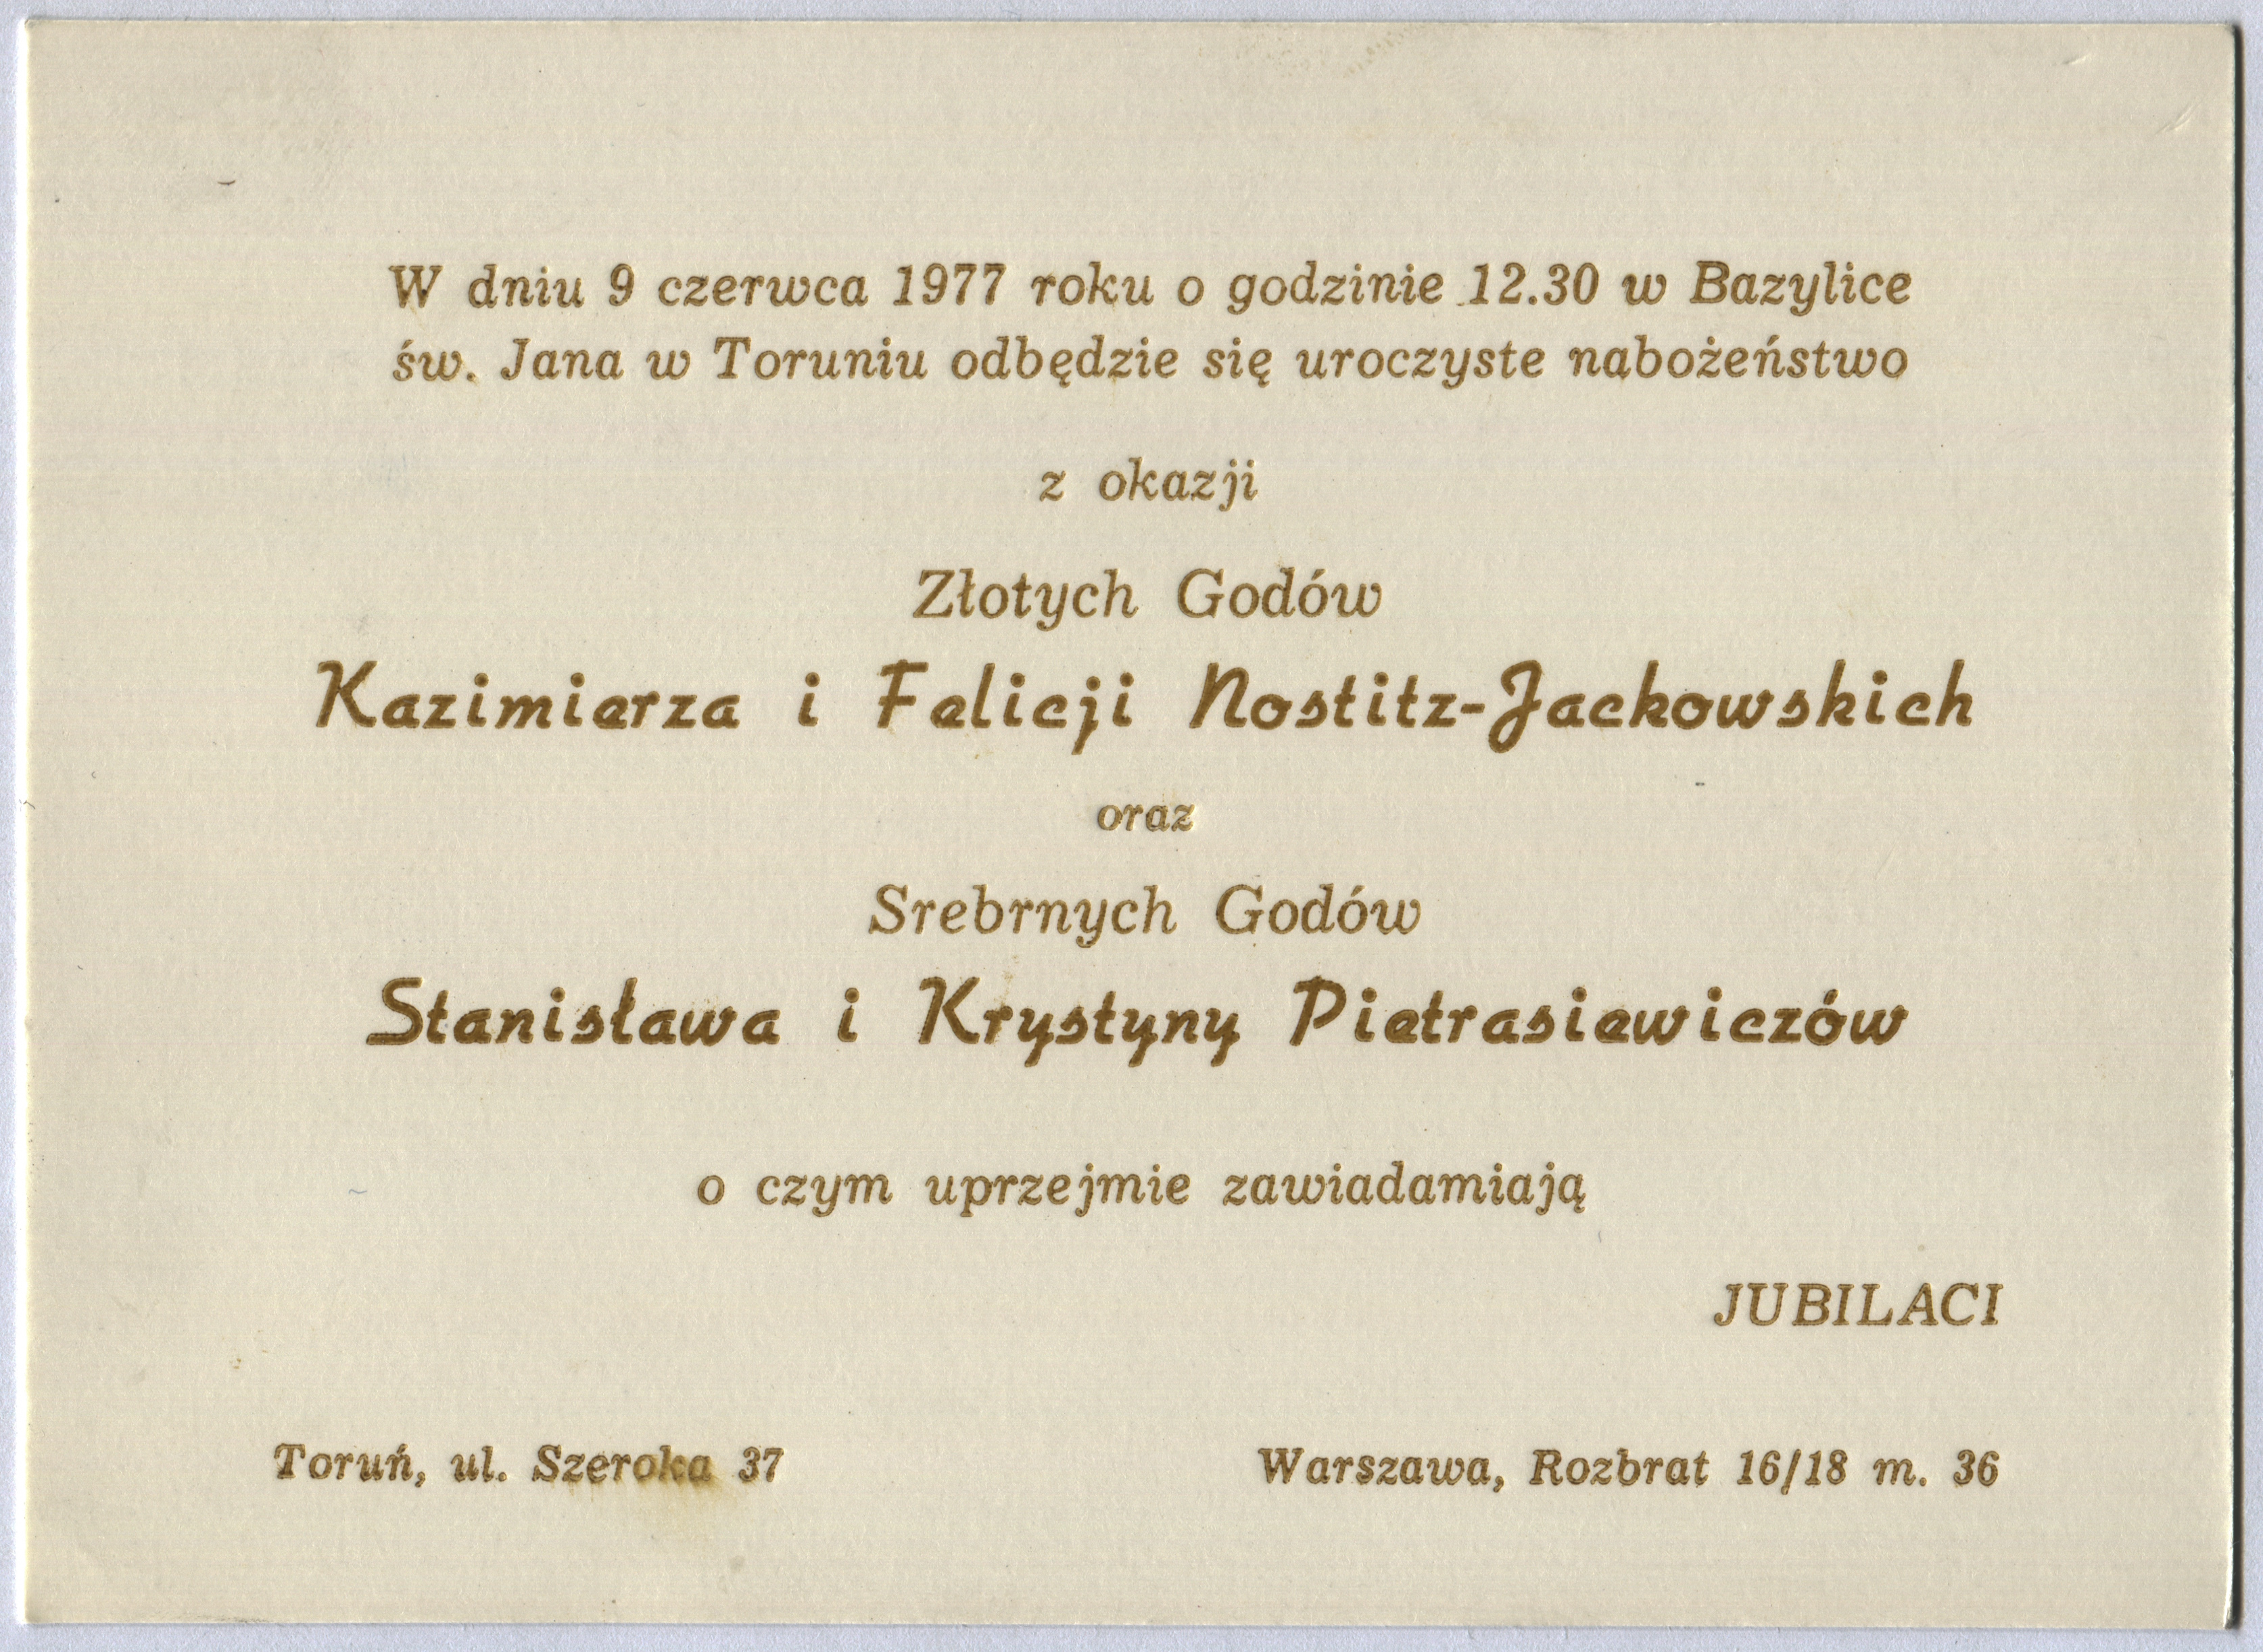 W dniu 9 czerwca 1977 roku o godzinie 12.30 w Bazylice
św. Jana w Toruniu odbędzie się uroczyste nabożeństwo
z okazji
Złotych Godów
Kazimierza i Felicji Nostitz-Jackowskich
oraz
Srebrnych Godów
Stanisława i Krystyny Pietrasiewiczów
o czym uprzejmie zawiadamiają
JUBILACI
Toruń, ul. Szeroka 37 Warszawa, Rozbrat 16/18 m. 36